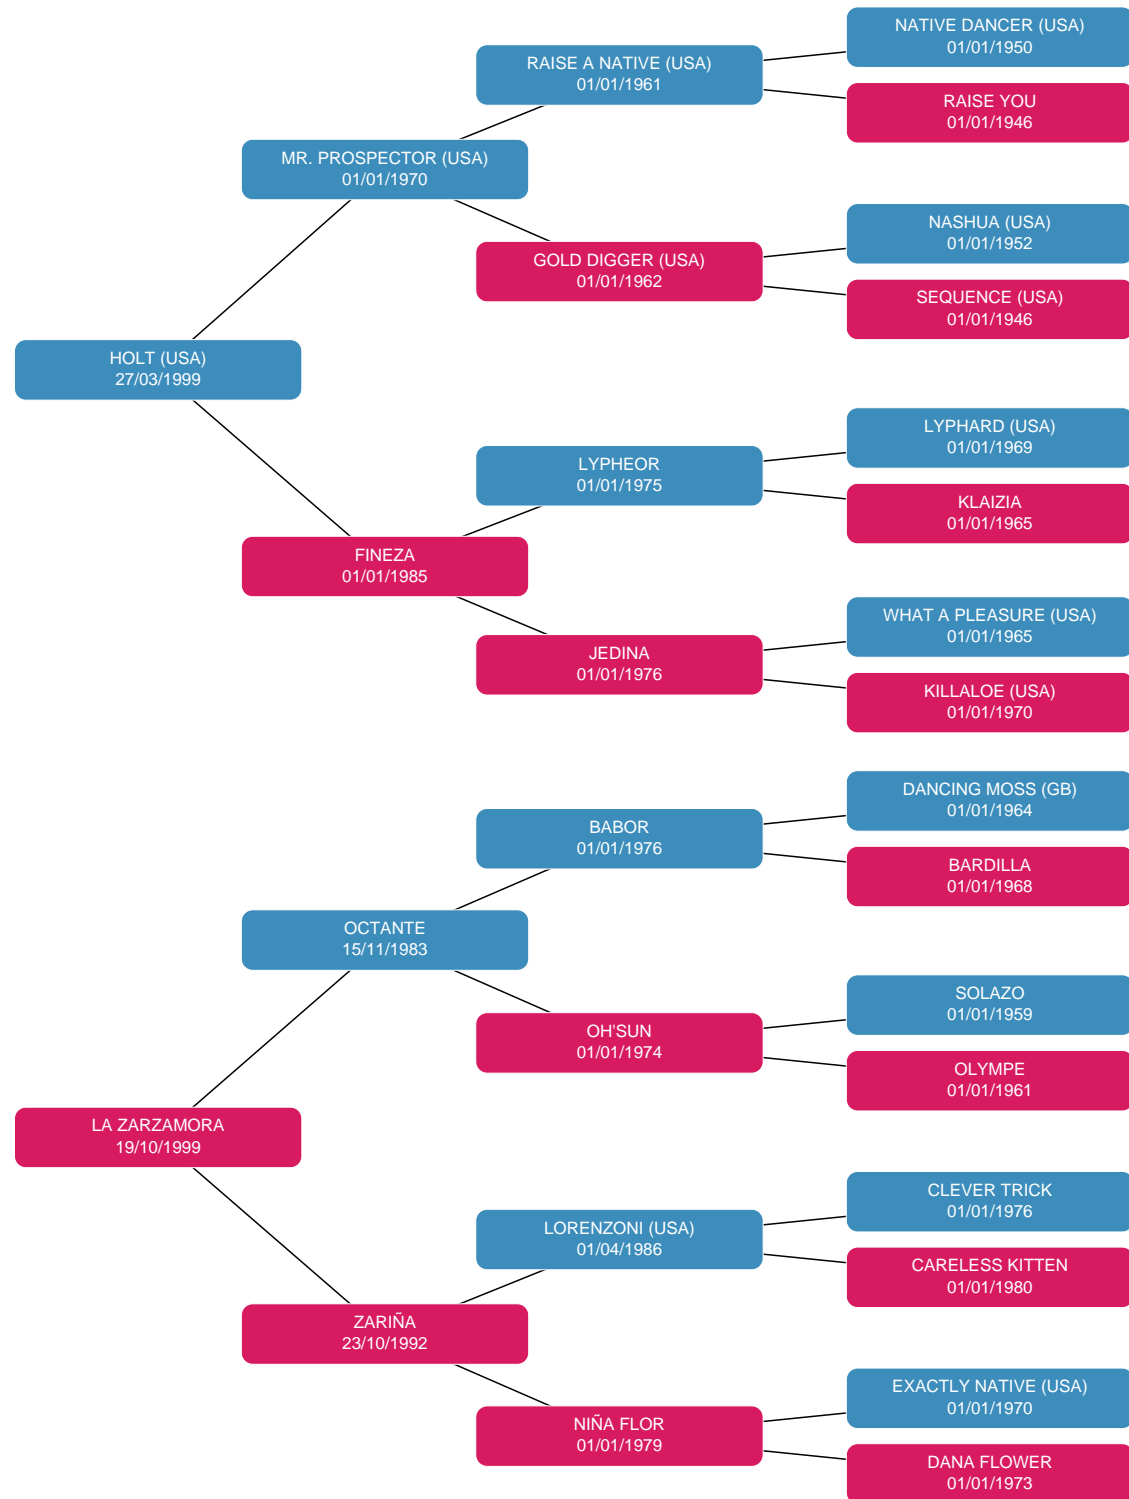 NATIVE DANCER (USA)
01/01/1950
RAISE A NATIVE (USA)
01/01/1961
RAISE YOU
01/01/1946
MR. PROSPECTOR (USA)
01/01/1970
NASHUA (USA)
01/01/1952
GOLD DIGGER (USA)
01/01/1962
SEQUENCE (USA)
01/01/1946
HOLT (USA)
27/03/1999
LYPHARD (USA)
01/01/1969
LYPHEOR
01/01/1975
KLAIZIA
01/01/1965
FINEZA
01/01/1985
WHAT A PLEASURE (USA)
01/01/1965
JEDINA
01/01/1976
KILLALOE (USA)
01/01/1970
DANCING MOSS (GB)
01/01/1964
BABOR
01/01/1976
BARDILLA
01/01/1968
OCTANTE
15/11/1983
SOLAZO
01/01/1959
OH'SUN
01/01/1974
OLYMPE
01/01/1961
LA ZARZAMORA
19/10/1999
CLEVER TRICK
01/01/1976
LORENZONI (USA)
01/04/1986
CARELESS KITTEN
01/01/1980
ZARIÑA
23/10/1992
EXACTLY NATIVE (USA)
01/01/1970
NIÑA FLOR
01/01/1979
DANA FLOWER
01/01/1973